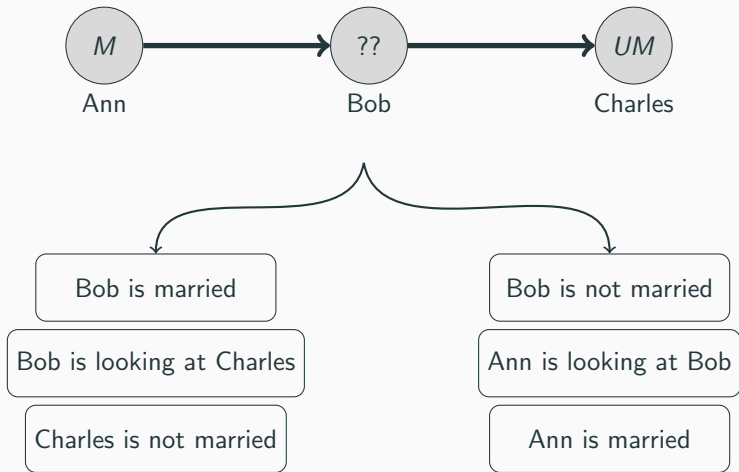 M ?? UM
Ann Bob Charles
Bob is married
Bob is looking at Charles
Charles is not married
Bob is not married
Ann is looking at Bob
Ann is married